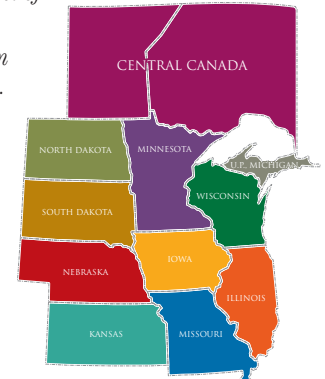 CENTRAL CANADA
NORTH DAKOTA
MINNESOTA
U.P. MICHIGAN
WISCONSIN
SOUTH DAKOTA
IOWA
NEBRASKA
ILLINOIS
KANSAS
MISSOURI